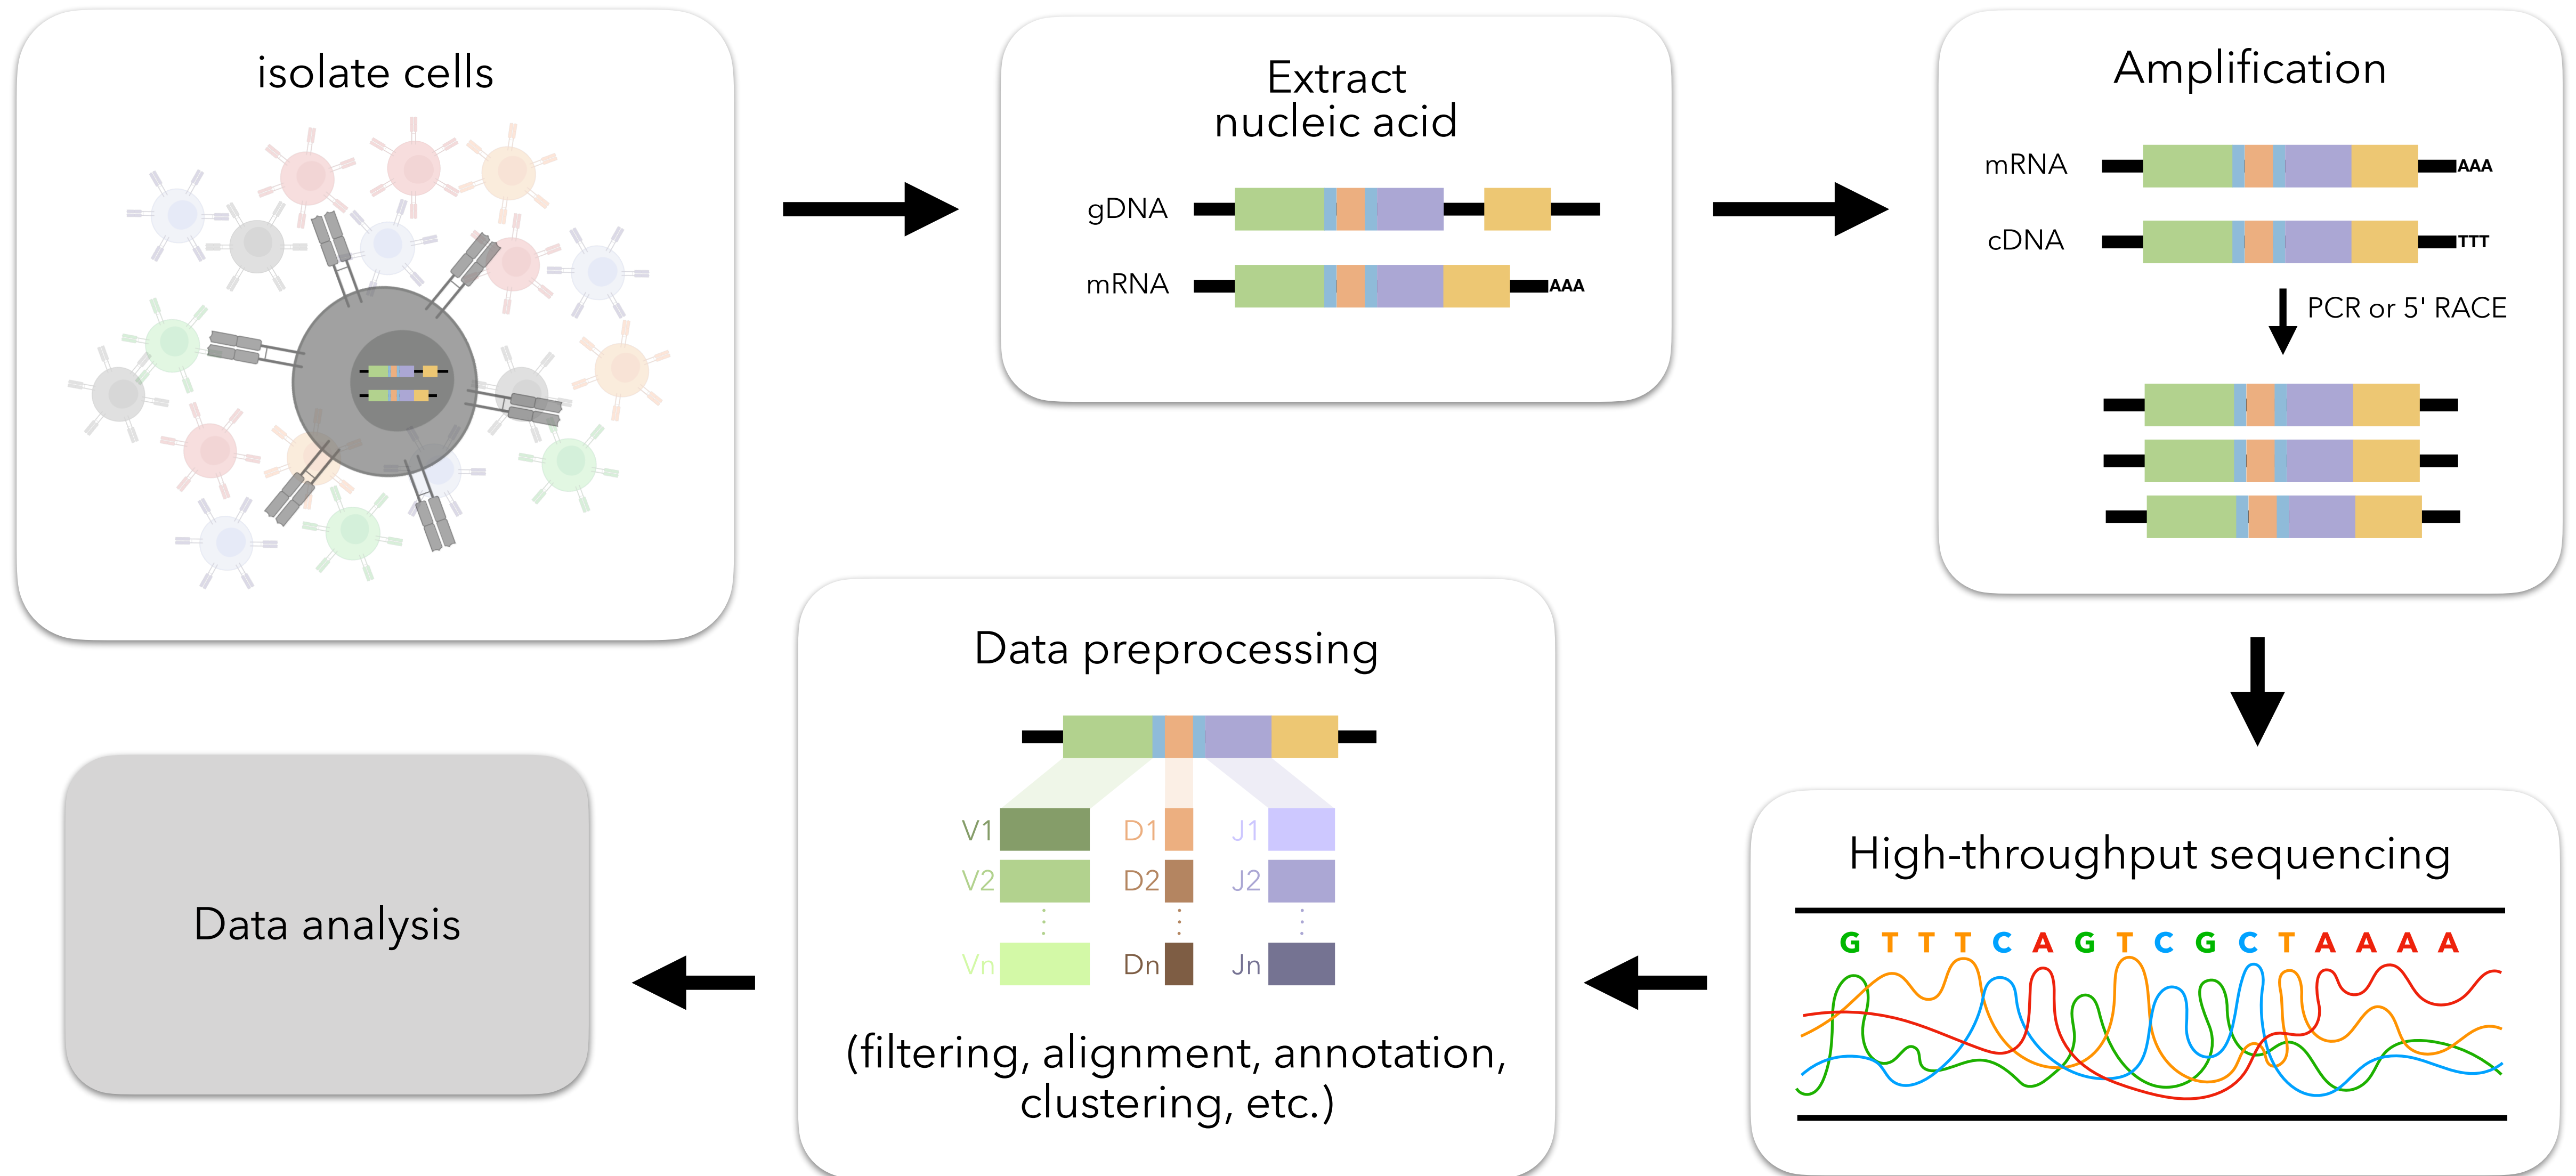 isolate cells
Extract
nucleic acid
gDNA
mRNA
AAA
Amplification
mRNA
AAA
cDNA
TTT
PCR or 5' RACE
High-throughput sequencing
G T T T C A G T C G C T A A A A
Data preprocessing
V1 D1 J1
V2 D2 J2
Vn Dn Jn
(filtering, alignment, annotation,
clustering, etc.)
Data analysis